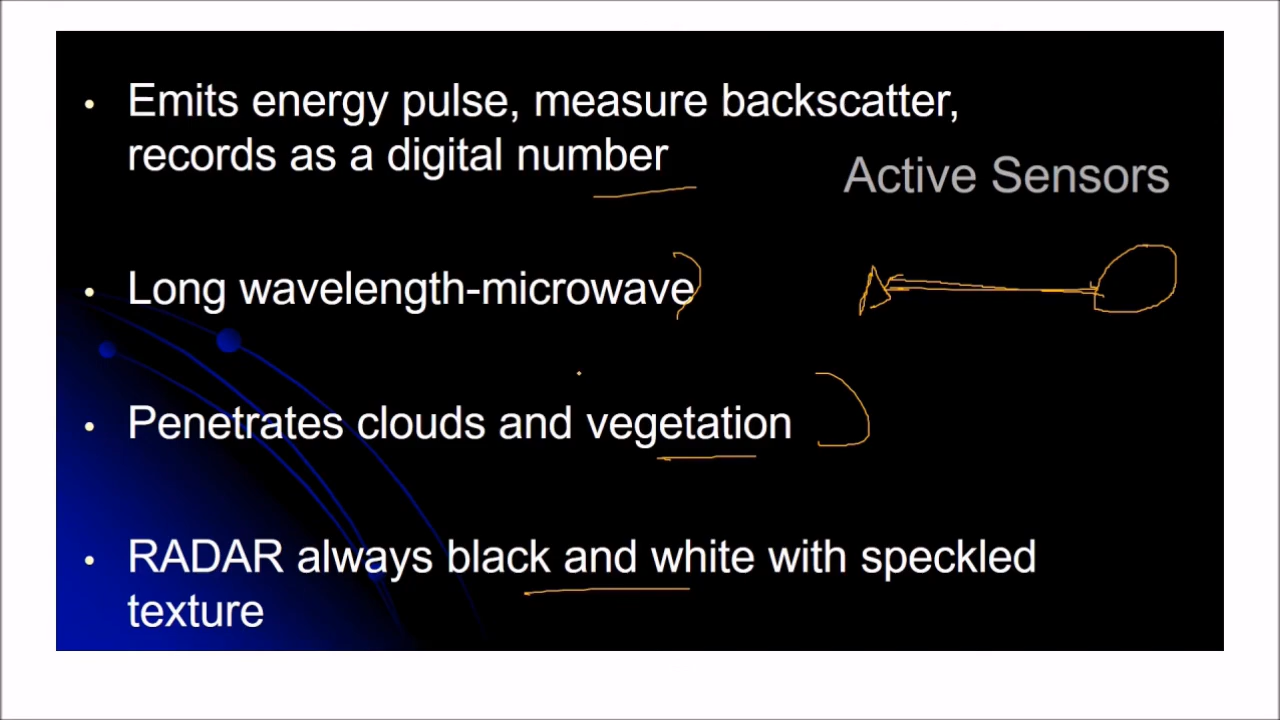 Emits energy pulse, measure backscatter,
records as a digital number
Active Sensors
Long wavelength-microwave
Penetrates clouds and vegetation
RADAR always black and white with speckled
texture